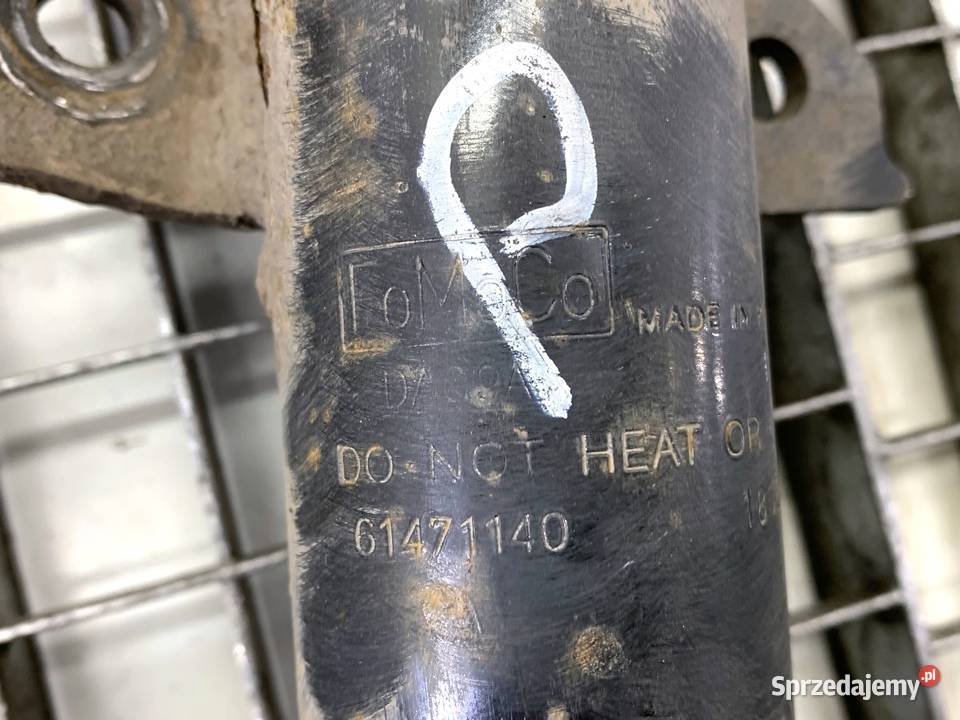 P
FoMoCo
MADE IN
DO NOT HEAT OR
61471140
Sprzedajemy.pl